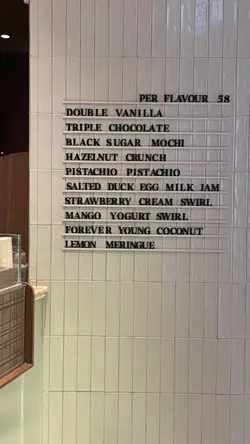 PER FLAVOUR 58
DOUBLE VANILLA
TRIPLE CHOCOLATE
BLACK SUGAR MOCHI
HAZELNUT CRUNCH
PISTACHIO PISTACHIO
SALTED DUCK EGG MILK JAM
STRAWBERRY CREAM SWIRL
MANGO YOGURT SWIRL
FOREVER YOUNG COCONUT
LEMON MERINGUE